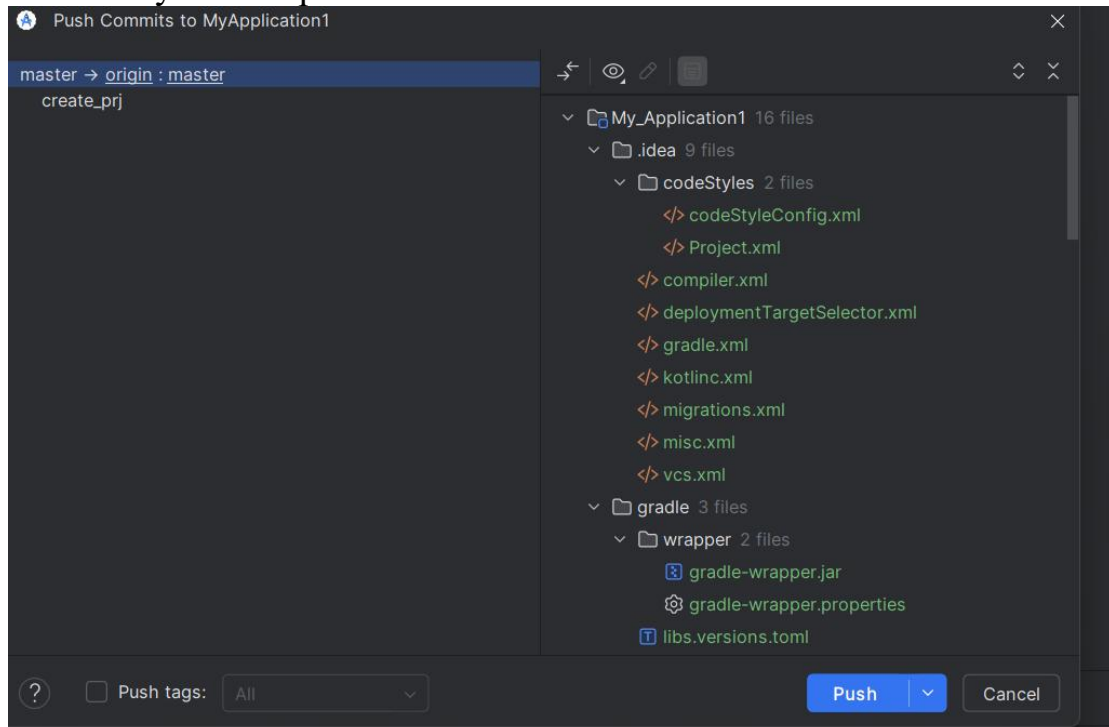 Push Commits to MyApplication1
master → origin : master
create_prj
My_Application1 16 files
.idea 9 files
codeStyles 2 files
codeStyleConfig.xml
Project.xml
compiler.xml
deploymentTargetSelector.xml
gradle.xml
kotlinc.xml
migrations.xml
misc.xml
vcs.xml
gradle 3 files
wrapper 2 files
gradle-wrapper.jar
gradle-wrapper.properties
libs.versions.toml
? Push tags: All Push Cancel